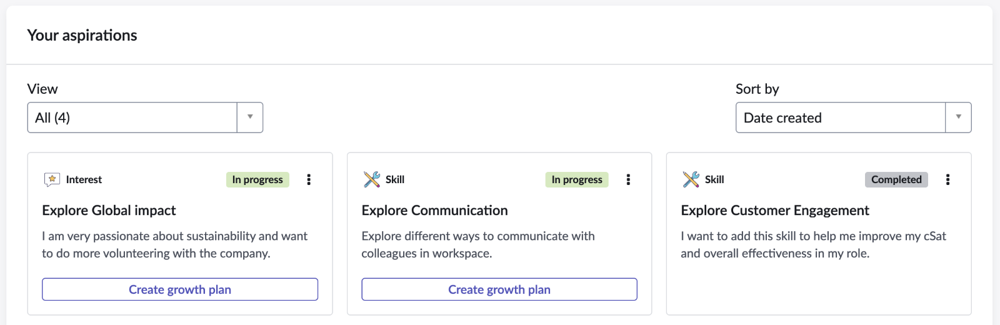 Your aspirations
View
Sort by
All (4)
Date created
Interest
In progress
Explore Global impact
I am very passionate about sustainability and want
to do more volunteering with the company.
Create growth plan
Skill
In progress
Explore Communication
Explore different ways to communicate with
colleagues in workspace.
Create growth plan
Skill
Completed
Explore Customer Engagement
I want to add this skill to help me improve my cSat
and overall effectiveness in my role.